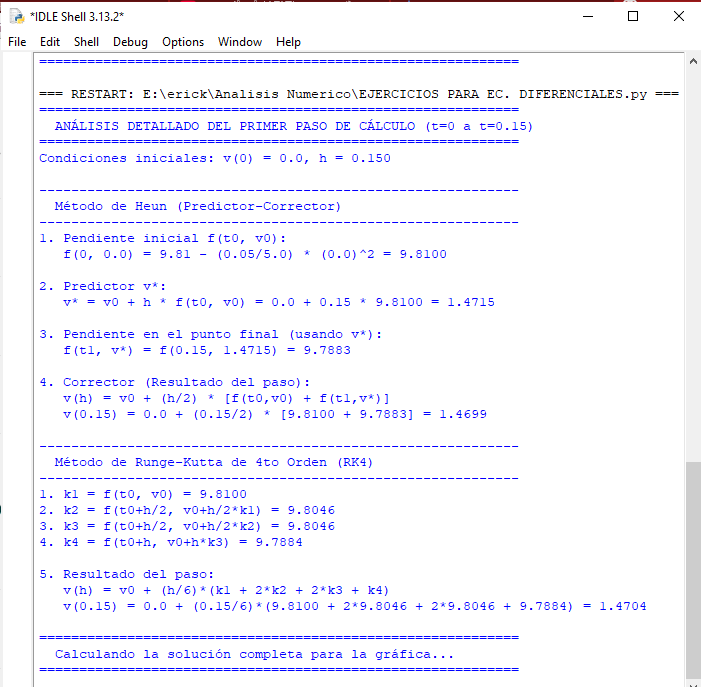 *IDLE Shell 3.13.2*
File Edit Shell Debug Options Window Help
============================================================
=== RESTART: E:\erick\Analisis Numerico\EJERCICIOS PARA EC. DIFERENCIALES.py ===
============================================================
ANÁLISIS DETALLADO DEL PRIMER PASO DE CÁLCULO (t=0 a t=0.15)
============================================================
Condiciones iniciales: v(0) = 0.0, h = 0.150
------------------------------------------------------------
Método de Heun (Predictor-Corrector)
------------------------------------------------------------
1. Pendiente inicial f(t0, v0):
f(0, 0.0) = 9.81 - (0.05/5.0) * (0.0)^2 = 9.8100
2. Predictor v*:
v* = v0 + h * f(t0, v0) = 0.0 + 0.15 * 9.8100 = 1.4715
3. Pendiente en el punto final (usando v*):
f(t1, v*) = f(0.15, 1.4715) = 9.7883
4. Corrector (Resultado del paso):
v(h) = v0 + (h/2) * [f(t0,v0) + f(t1,v*)]
v(0.15) = 0.0 + (0.15/2) * [9.8100 + 9.7883] = 1.4699
------------------------------------------------------------
Método de Runge-Kutta de 4to Orden (RK4)
------------------------------------------------------------
1. k1 = f(t0, v0) = 9.8100
2. k2 = f(t0+h/2, v0+h/2*k1) = 9.8046
3. k3 = f(t0+h/2, v0+h/2*k2) = 9.8046
4. k4 = f(t0+h, v0+h*k3) = 9.7884
5. Resultado del paso:
v(h) = v0 + (h/6)*(k1 + 2*k2 + 2*k3 + k4)
v(0.15) = 0.0 + (0.15/6)*(9.8100 + 2*9.8046 + 2*9.8046 + 9.7884) = 1.4704
============================================================
Calculando la solución completa para la gráfica...
============================================================